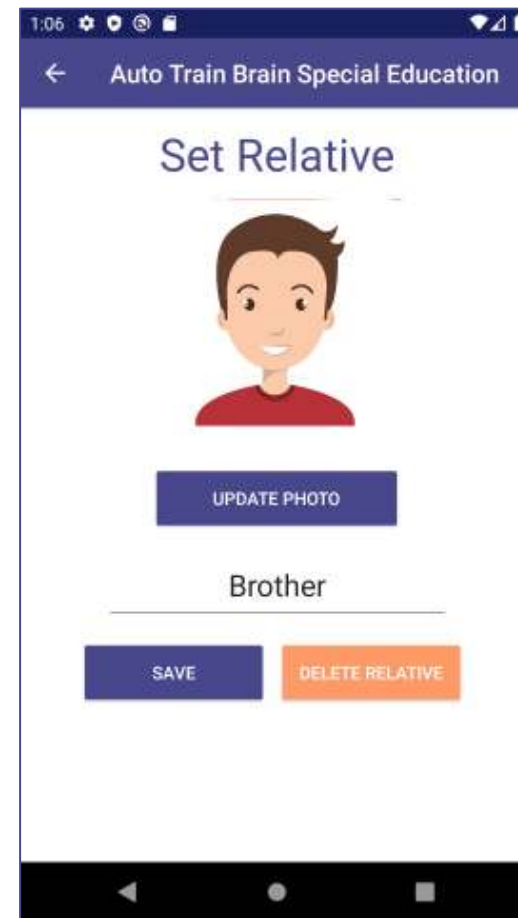 1:06
Auto Train Brain Special Education
Set Relative
UPDATE PHOTO
Brother
SAVE
DELETE RELATIVE